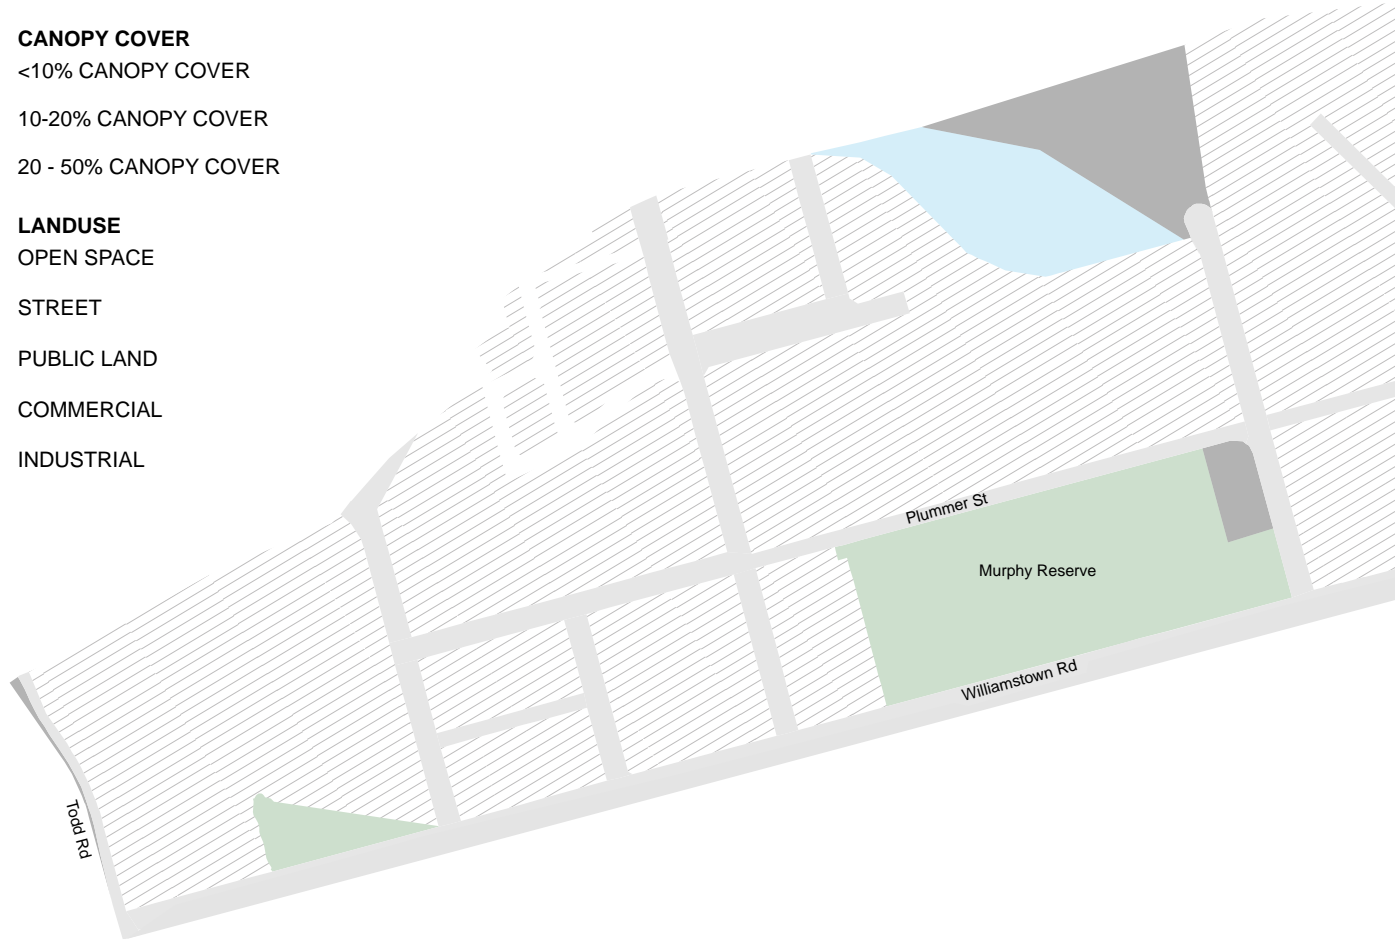 CANOPY COVER
<10% CANOPY COVER
10-20% CANOPY COVER
20 - 50% CANOPY COVER
LANDUSE
OPEN SPACE
STREET
PUBLIC LAND
COMMERCIAL
INDUSTRIAL
Plummer St
Murphy Reserve
Williamstown Rd
Todd Rd